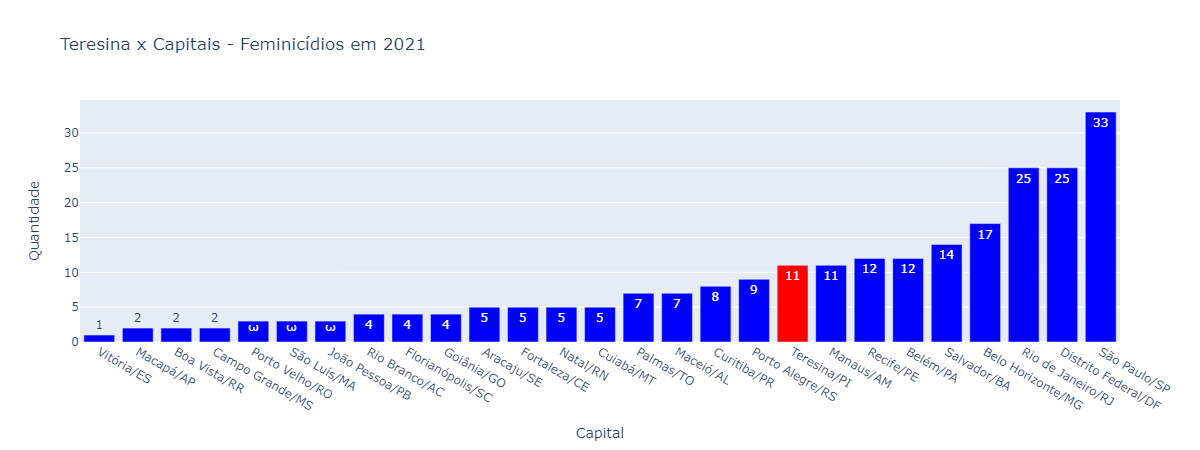 Teresina x Capitais - Feminicídios em 2021
Quantidade
30
25
20
15
10
5
0
1
2
2
2
3
3
3
4
4
4
5
5
5
5
7
7
8
9
11
11
12
12
14
17
25
25
33
Vitória/ES
Macapá/AP
Boa Vista/RR
Campo Grande/MS
Porto Velho/RO
São Luís/MA
João Pessoa/PB
Rio Branco/AC
Florianópolis/SC
Goiânia/GO
Aracaju/SE
Fortaleza/CE
Natal/RN
Cuiabá/MT
Palmas/TO
Maceió/AL
Curitiba/PR
Porto Alegre/RS
Teresina/PI
Manaus/AM
Recife/PE
Belém/PA
Salvador/BA
Belo Horizonte/MG
Rio de Janeiro/RJ
Distrito Federal/DF
São Paulo/SP
Capital